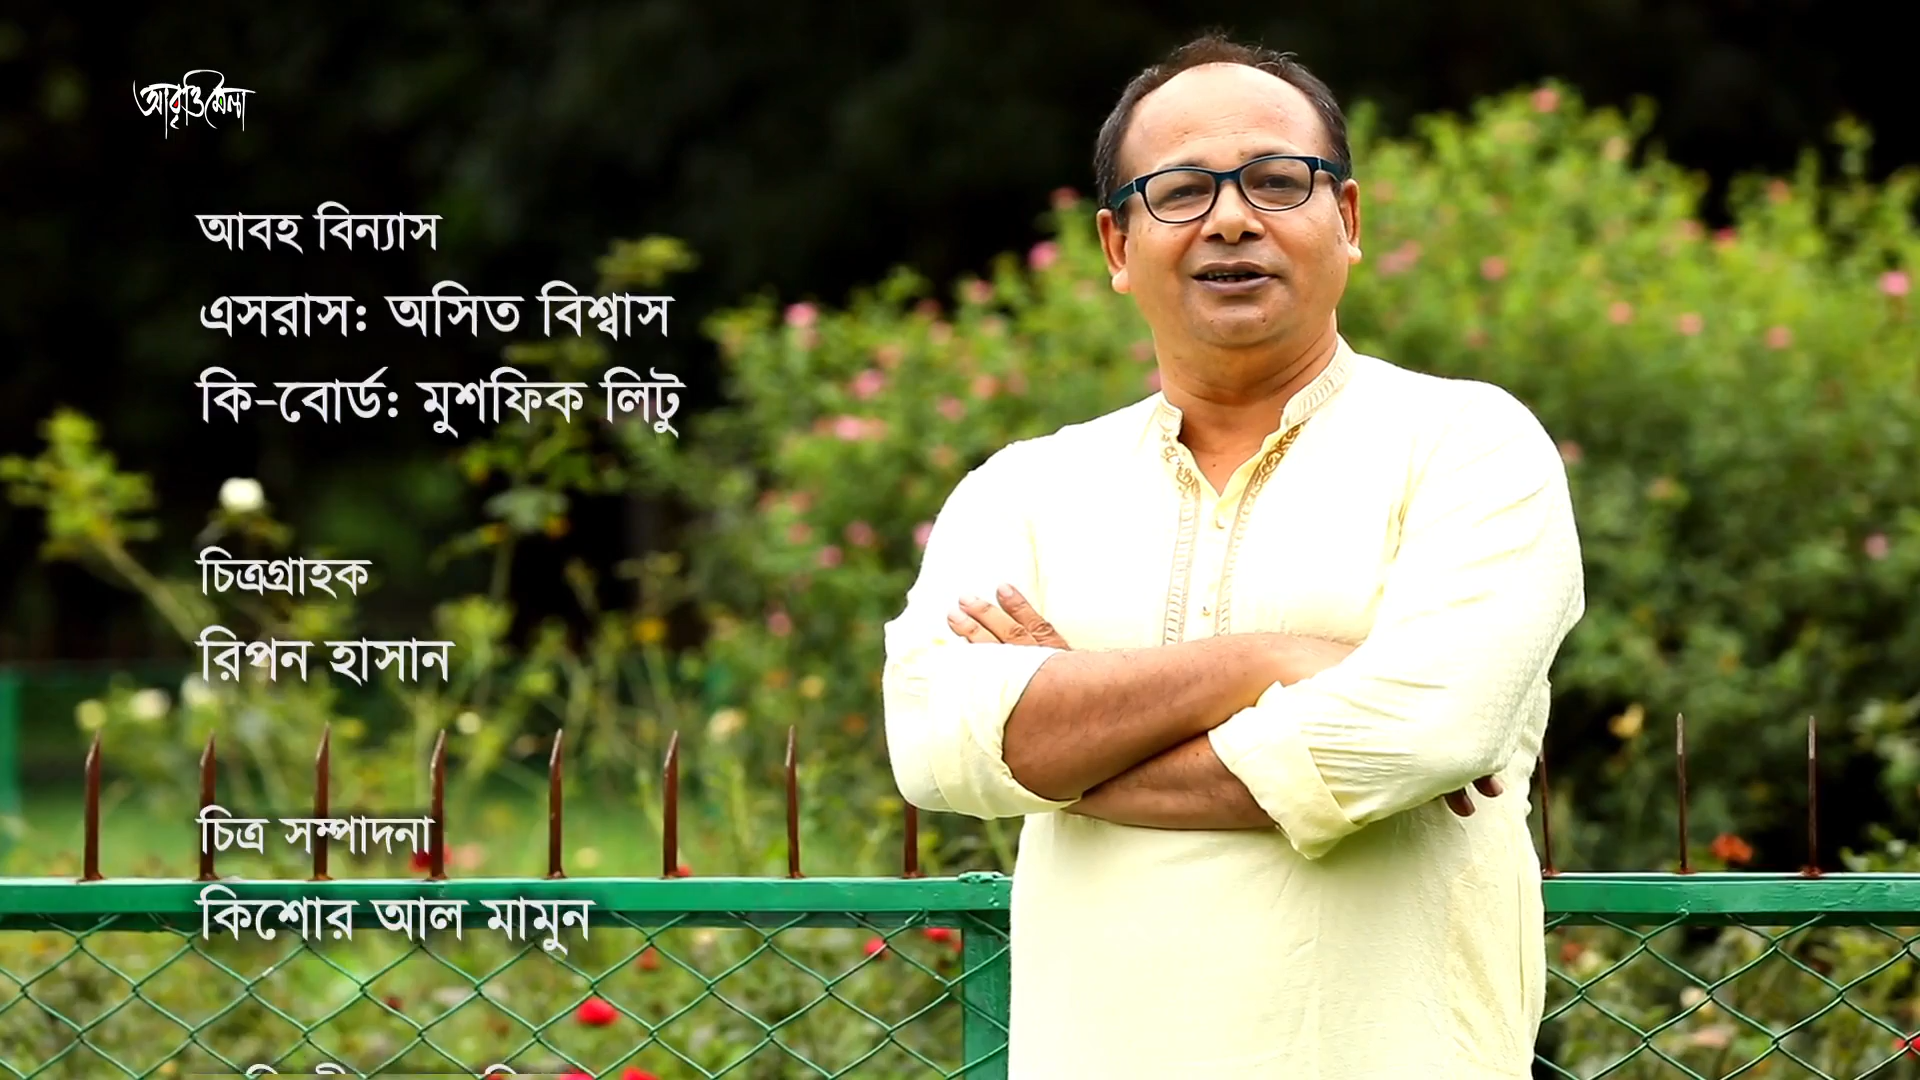 আবৃত্তিমেলা
আবহ বিন্যাস
এসরাস: অসিত বিশ্বাস
কি-বোর্ড: মুশফিক লিটু
চিত্রগ্রাহক
রিপন হাসান
চিত্র সম্পাদনা
কিশোর আল মামুন